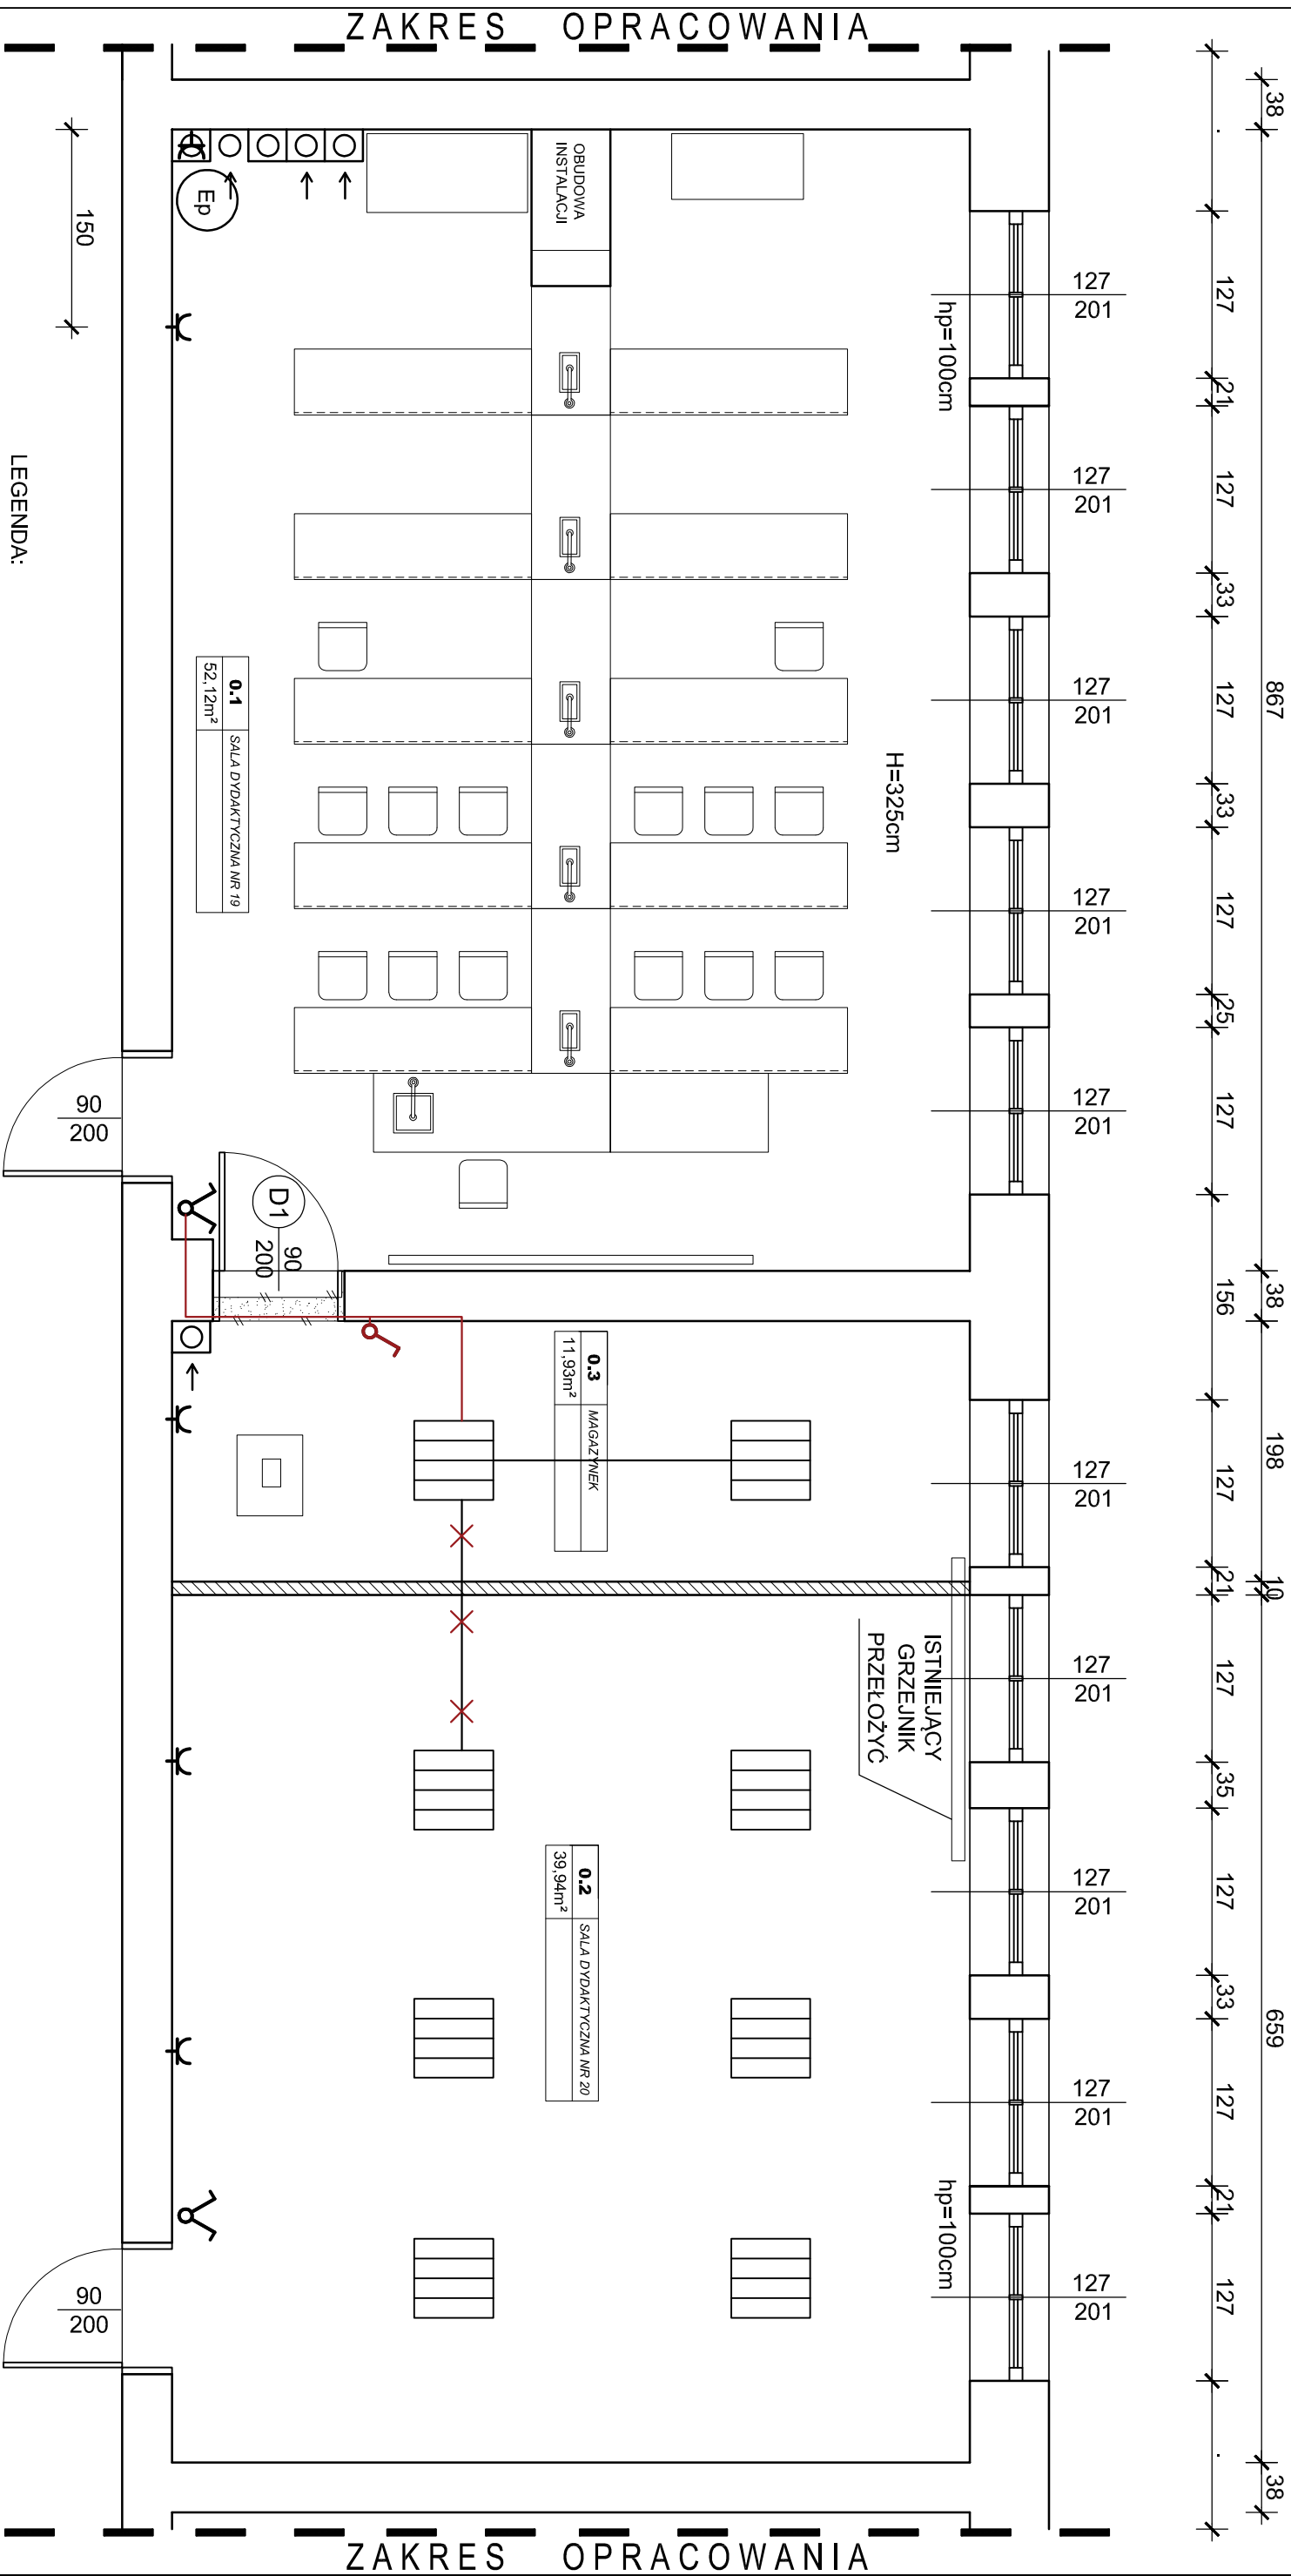 ZAKRES OPRACOWANIA
38
867
38
198
10
659
38
127
21
127
33
127
33
127
25
127
156
127
21
127
35
127
33
127
21
127
127
201
127
201
127
201
127
201
127
201
127
201
127
201
127
201
127
201
127
201
hp=100cm
hp=100cm
H=325cm
OBUDOWA
INSTALACJI
Ep
150
LEGENDA:
0.1 SALA DYDAKTYCZNA NR 19
52,12m²
90
200
D1
90
200
0.3 MAGAZYNEK
11,93m²
ISTNIEJĄCY
GRZEJNIK
PRZEŁOŻYĆ
0.2 SALA DYDAKTYCZNA NR 20
39,94m²
90
200
ZAKRES OPRACOWANIA